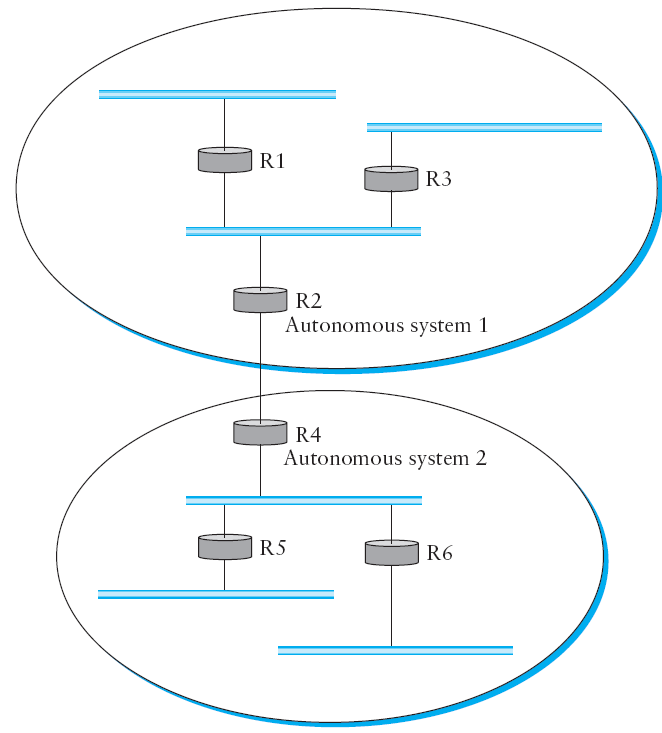 R1
R3
R2
Autonomous system 1
R4
Autonomous system 2
R5
R6